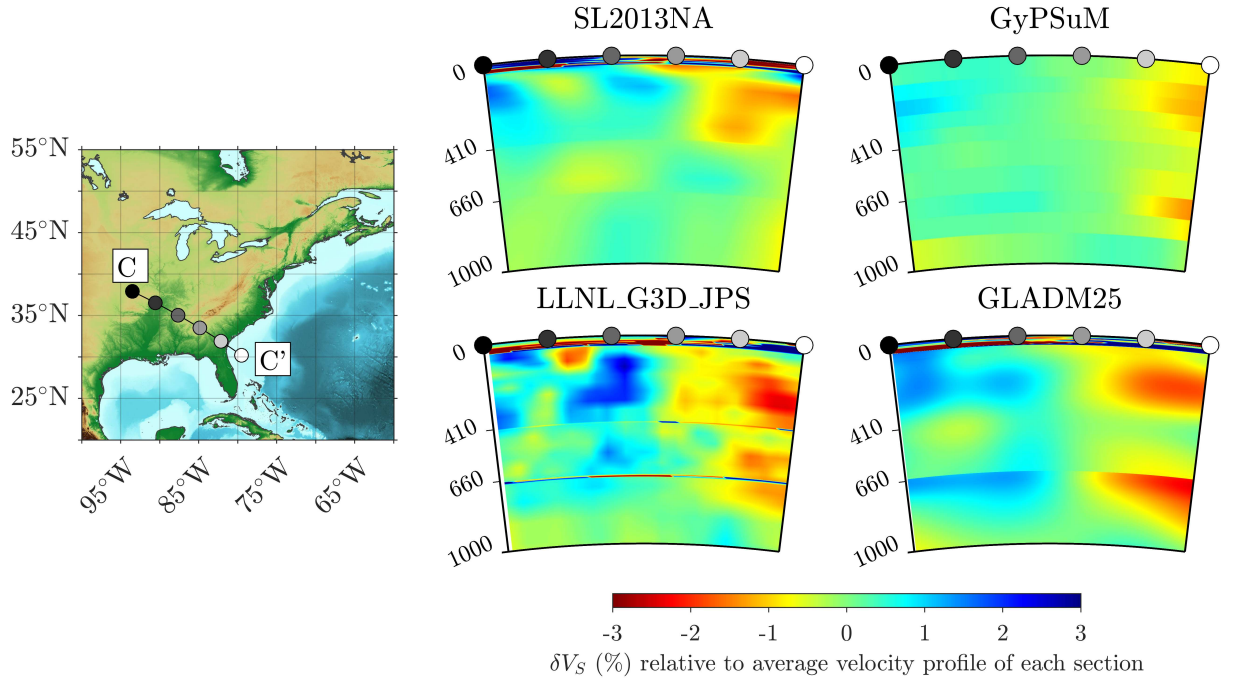 SL2013NA
GyPSuM
0
410
660
1000
0
410
660
1000
55°N
45°N
35°N
25°N
95°W
85°W
75°W
65°W
C
C'
LLNL_G3D_JPS
GLADM25
0
410
660
1000
0
410
660
1000
-3 -2 -1 0 1 2 3
δV_S (%) relative to average velocity profile of each section